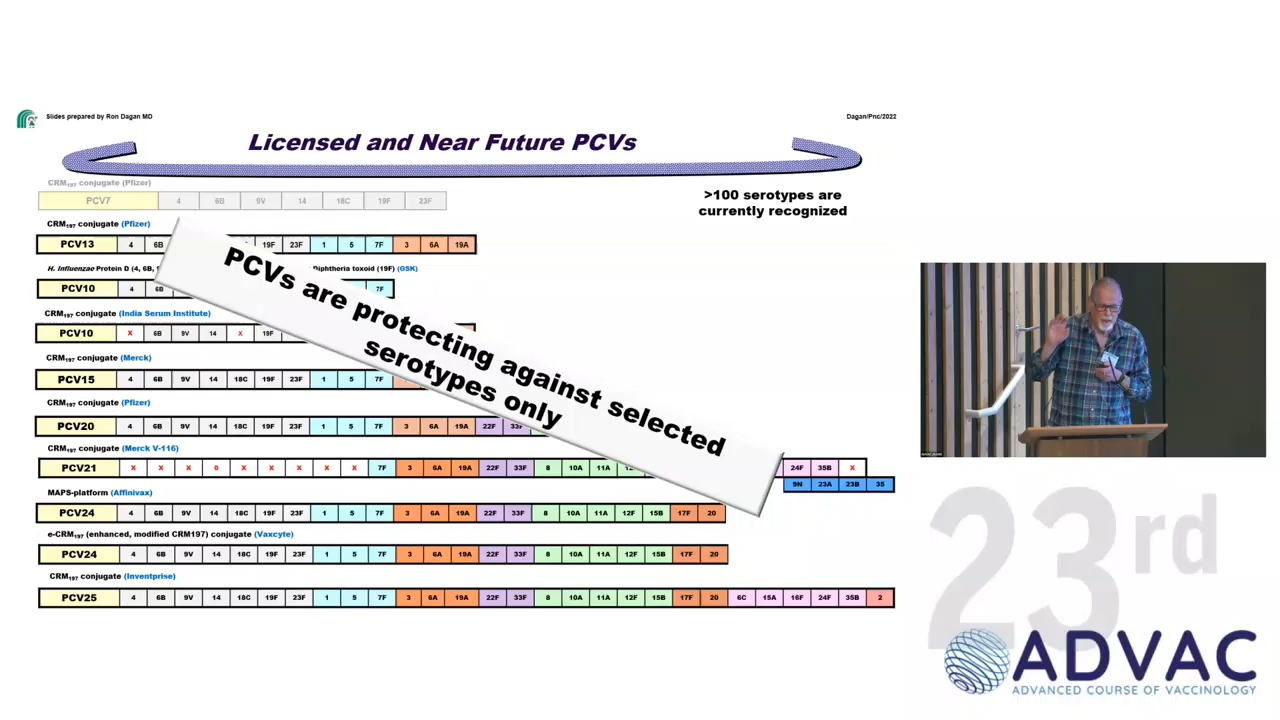 Slides prepared by Ron Dagan MD
Dagan/Pnc/2022
Licensed and Near Future PCVs
>100 serotypes are
currently recognized
CRM197 conjugate (Pfizer)
PCV7 4 6B 9V 14 18C 19F 23F
CRM197 conjugate (Pfizer)
PCV13 4 6B 19F 23F 1 5 7F 3 6A 19A
H. Influenzae Protein D (4, 6B, Diphtheria toxoid (19F) (GSK)
PCV10 4 6B 7F
CRM197 conjugate (India Serum Institute)
PCV10 X 6B 9V 14 X 19F
CRM197 conjugate (Merck)
PCV15 4 6B 9V 14 18C 19F 23F 1 5 7F
CRM197 conjugate (Pfizer)
PCV20 4 6B 9V 14 18C 19F 23F 1 5 7F 3 6A 19A 22F 33F
CRM197 conjugate (Merck V-116)
PCV21 X X X 0 X X X X X 7F 3 6A 19A 22F 33F 8 10A 11A 24F 35B X
9N 23A 23B 35
MAPS-platform (Affinivax)
PCV24 4 6B 9V 14 18C 19F 23F 1 5 7F 3 6A 19A 22F 33F 8 10A 11A 12F 15B 17F 20
e-CRM197 (enhanced, modified CRM197) conjugate (Vaxcyte)
PCV24 4 6B 9V 14 18C 19F 23F 1 5 7F 3 6A 19A 22F 33F 8 10A 11A 12F 15B 17F 20
CRM197 conjugate (Inventprise)
PCV25 4 6B 9V 14 18C 19F 23F 1 5 7F 3 6A 19A 22F 33F 8 10A 11A 12F 15B 17F 20 6C 15A 16F 24F 35B 2
PCVs are protecting against selected
serotypes only
23rd
ADVAC
ADVANCED COURSE OF VACCINOLOGY